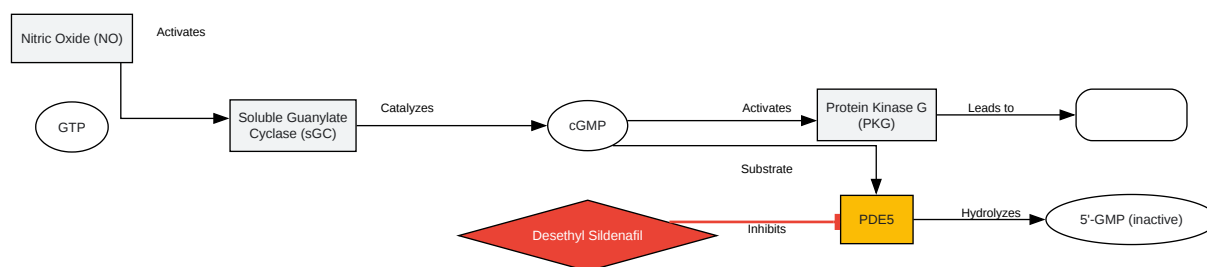 Nitric Oxide (NO)
Activates
GTP
Soluble Guanylate
Cyclase (sGC)
Catalyzes
cGMP
Activates
Protein Kinase G
(PKG)
Leads to
Substrate
Desethyl Sildenafil
Inhibits
PDE5
Hydrolyzes
5'-GMP (inactive)